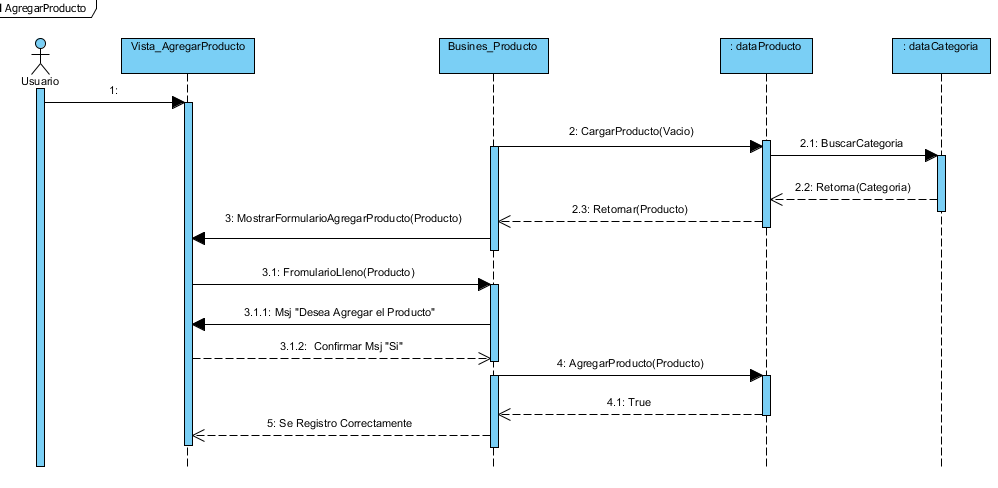 AgregarProducto
Usuario
Vista_AgregarProducto
Busines_Producto
: dataProducto
: dataCategoria
1:
2: CargarProducto(Vacio)
2.1: BuscarCategoria
2.2: Retorna(Categoria)
2.3: Retornar(Producto)
3: MostrarFormularioAgregarProducto(Producto)
3.1: FromularioLleno(Producto)
3.1.1: Msj "Desea Agregar el Producto"
3.1.2: Confirmar Msj "Si"
4: AgregarProducto(Producto)
4.1: True
5: Se Registro Correctamente